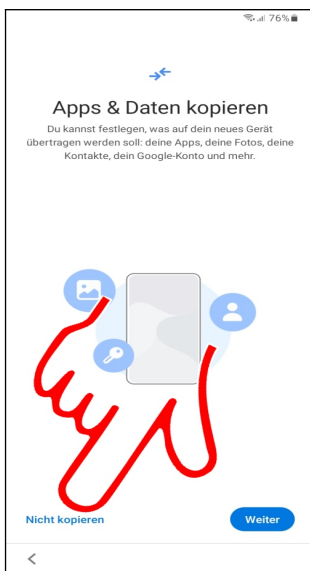 76%
Apps & Daten kopieren
Du kannst festlegen, was auf dein neues Gerät
übertragen werden soll: deine Apps, deine Fotos, deine
Kontakte, dein Google-Konto und mehr.
Nicht kopieren
Weiter